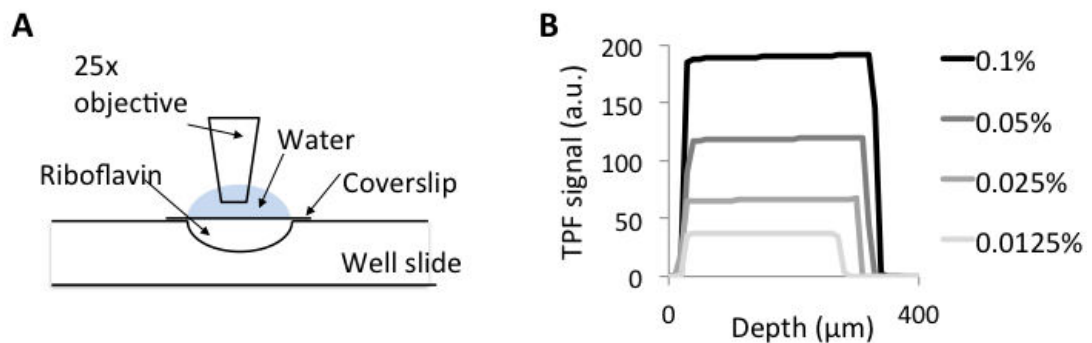 A
25x
objective
Water
Riboflavin
Coverslip
Well slide
B
TPF signal (a.u.)
200
150
100
50
0
0
400
Depth (μm)
0.1%
0.05%
0.025%
0.0125%